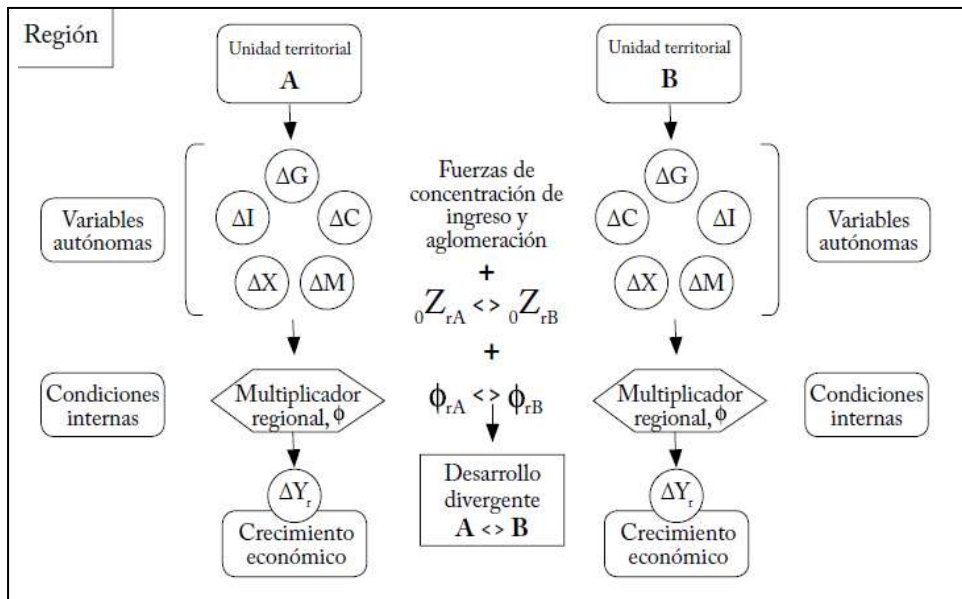 Región
Unidad territorial
A
Unidad territorial
B
Variables
autónomas
ΔG
ΔI
ΔC
ΔX
ΔM
Fuerzas de
concentración de
ingreso y
aglomeración
+
₀Z_rA <> ₀Z_rB
+
ϕ_rA <> ϕ_rB
Desarrollo
divergente
A <> B
ΔG
ΔC
ΔI
ΔX
ΔM
Variables
autónomas
Condiciones
internas
Multiplicador
regional, ϕ
Multiplicador
regional, ϕ
Condiciones
internas
ΔY_r
Crecimiento
económico
ΔY_r
Crecimiento
económico